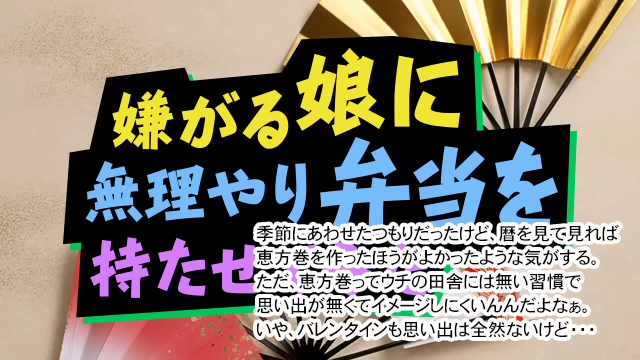 嫌がる娘に
無理やり弁当を
持たせ
季節にあわせたつもりだったけど、暦を見て見れば
恵方巻を作ったほうがよかったような気がする。
ただ、恵方巻ってウチの田舎には無い習慣で
思い出が無くてイメージしにくいんんだよなぁ。
いや、バレンタインも思い出は全然ないけど・・・